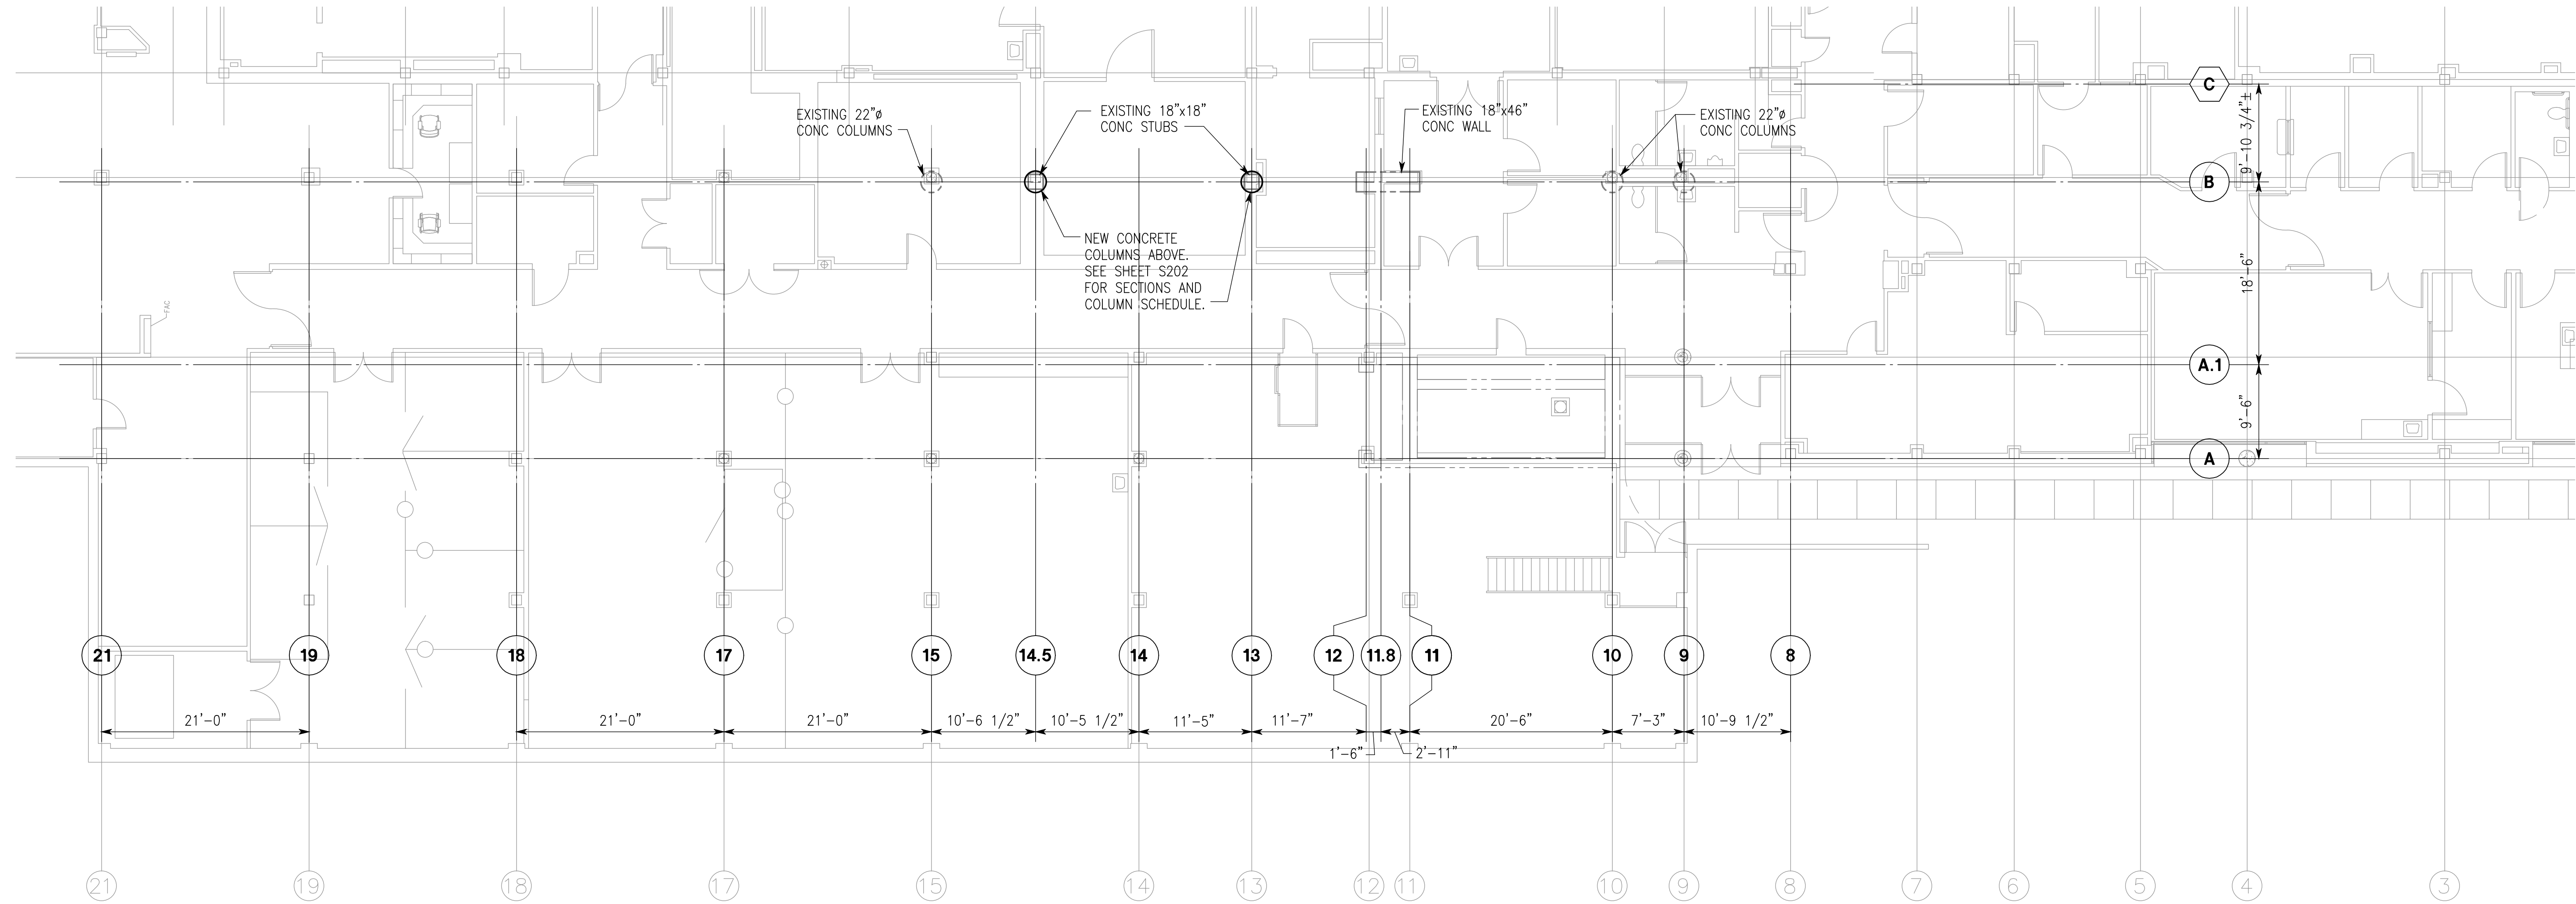 C
9'-10 3/4"±
EXISTING 22"ø
CONC COLUMNS
EXISTING 18"x18"
CONC STUBS
EXISTING 18"x46"
CONC WALL
EXISTING 22"ø
CONC COLUMNS
B
NEW CONCRETE
COLUMNS ABOVE.
SEE SHEET S202
FOR SECTIONS AND
COLUMN SCHEDULE.
18'-6"
FAC
A.1
9'-6"
A
21
19
18
17
15
14.5
14
13
12
11.8
11
10
9
8
21'-0"
21'-0"
21'-0"
10'-6 1/2"
10'-5 1/2"
11'-5"
11'-7"
1'-6"
2'-11"
20'-6"
7'-3"
10'-9 1/2"
21
19
18
17
15
14
13
12
11
10
9
8
7
6
5
4
3